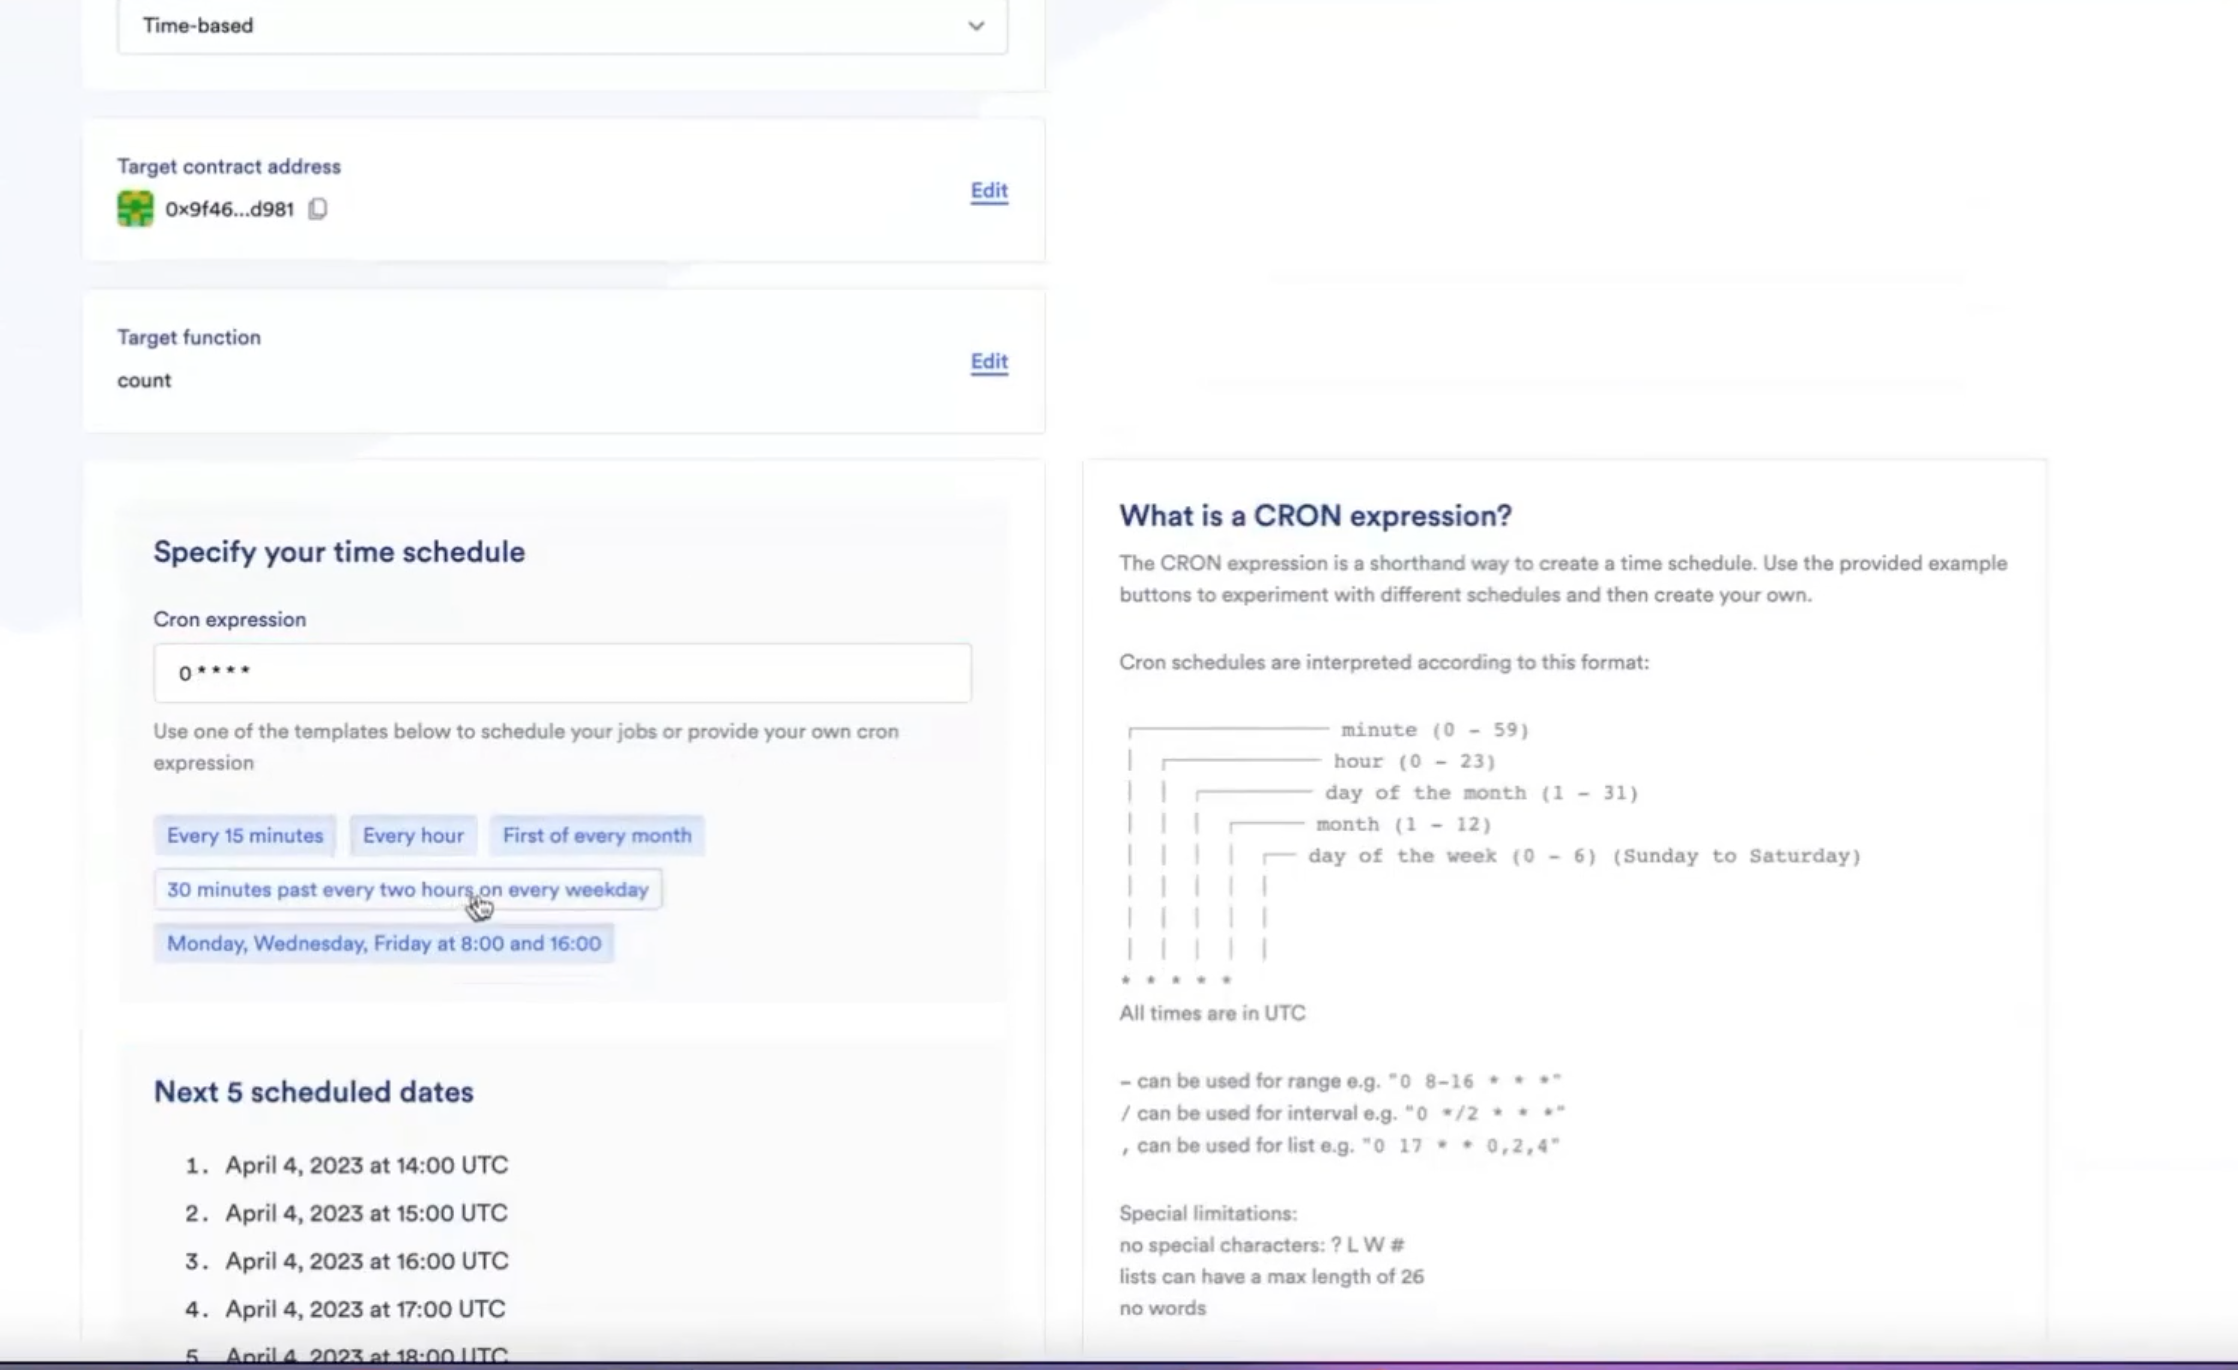 Time-based
Target contract address
0x9f46...d981
Edit
Target function
count
Edit
Specify your time schedule
Cron expression
0 * * * *
Use one of the templates below to schedule your jobs or provide your own cron
expression
Every 15 minutes
Every hour
First of every month
30 minutes past every two hours on every weekday
Monday, Wednesday, Friday at 8:00 and 16:00
Next 5 scheduled dates
1. April 4, 2023 at 14:00 UTC
2. April 4, 2023 at 15:00 UTC
3. April 4, 2023 at 16:00 UTC
4. April 4, 2023 at 17:00 UTC
5 April 4 2023 at 18:00 UTC
What is a CRON expression?
The CRON expression is a shorthand way to create a time schedule. Use the provided example
buttons to experiment with different schedules and then create your own.
Cron schedules are interpreted according to this format:
minute (0 - 59)
hour (0 - 23)
day of the month (1 - 31)
month (1 - 12)
day of the week (0 - 6) (Sunday to Saturday)
* * * * *
All times are in UTC
- can be used for range e.g. "0 8-16 * * *"
/ can be used for interval e.g. "0 */2 * * *"
, can be used for list e.g. "0 17 * * 0,2,4"
Special limitations:
no special characters: ? L W #
lists can have a max length of 26
no words